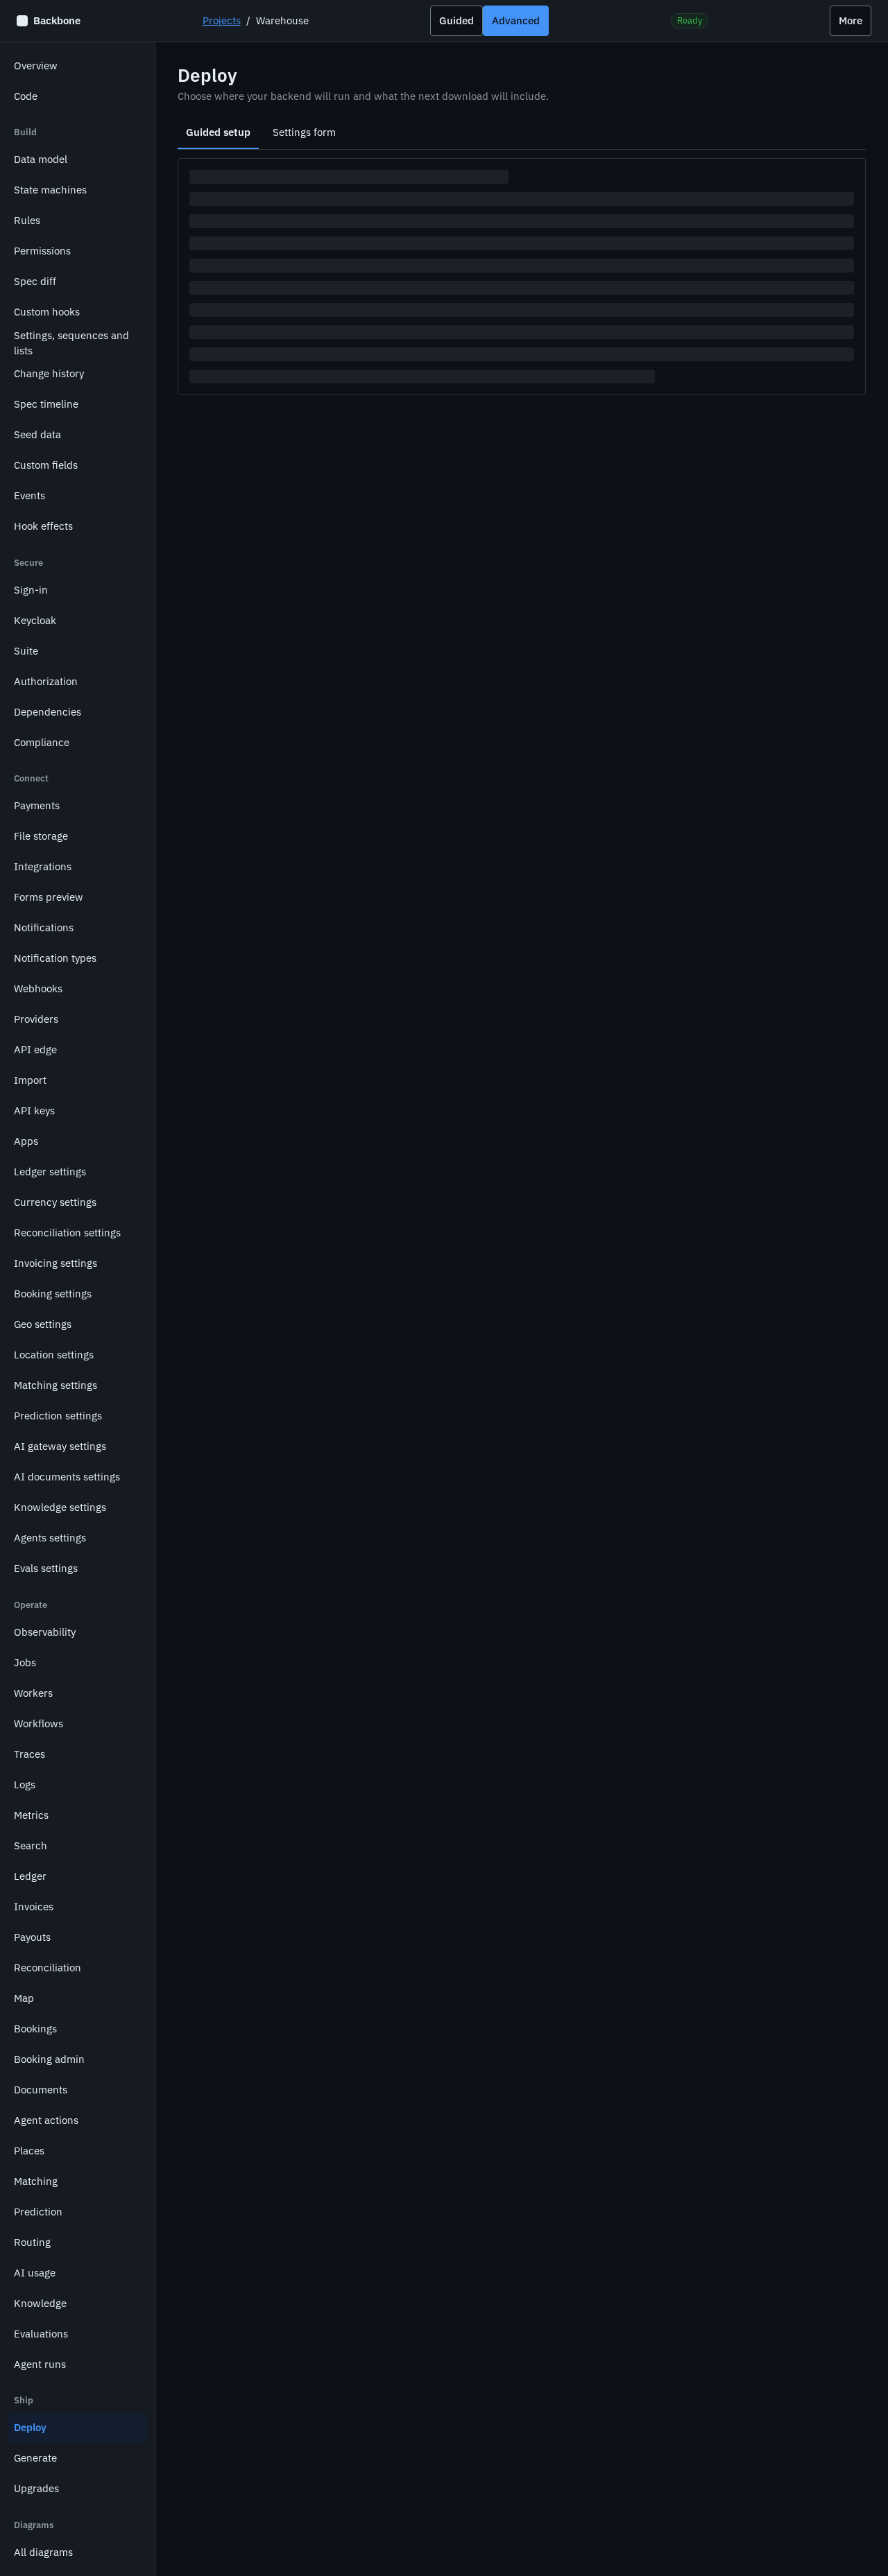 Backbone
Projects / Warehouse
Guided
Advanced
Ready
More
Overview
Code
Build
Data model
State machines
Rules
Permissions
Spec diff
Custom hooks
Settings, sequences and
lists
Change history
Spec timeline
Seed data
Custom fields
Events
Hook effects
Secure
Sign-in
Keycloak
Suite
Authorization
Dependencies
Compliance
Connect
Payments
File storage
Integrations
Forms preview
Notifications
Notification types
Webhooks
Providers
API edge
Import
API keys
Apps
Ledger settings
Currency settings
Reconciliation settings
Invoicing settings
Booking settings
Geo settings
Location settings
Matching settings
Prediction settings
AI gateway settings
AI documents settings
Knowledge settings
Agents settings
Evals settings
Operate
Observability
Jobs
Workers
Workflows
Traces
Logs
Metrics
Search
Ledger
Invoices
Payouts
Reconciliation
Map
Bookings
Booking admin
Documents
Agent actions
Places
Matching
Prediction
Routing
AI usage
Knowledge
Evaluations
Agent runs
Ship
Deploy
Generate
Upgrades
Diagrams
All diagrams
Deploy
Choose where your backend will run and what the next download will include.
Guided setup
Settings form